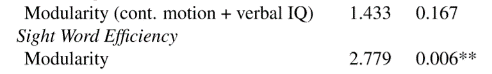 Modularity (cont. motion + verbal IQ) 1.433 0.167
Sight Word Efficiency
Modularity 2.779 0.006**